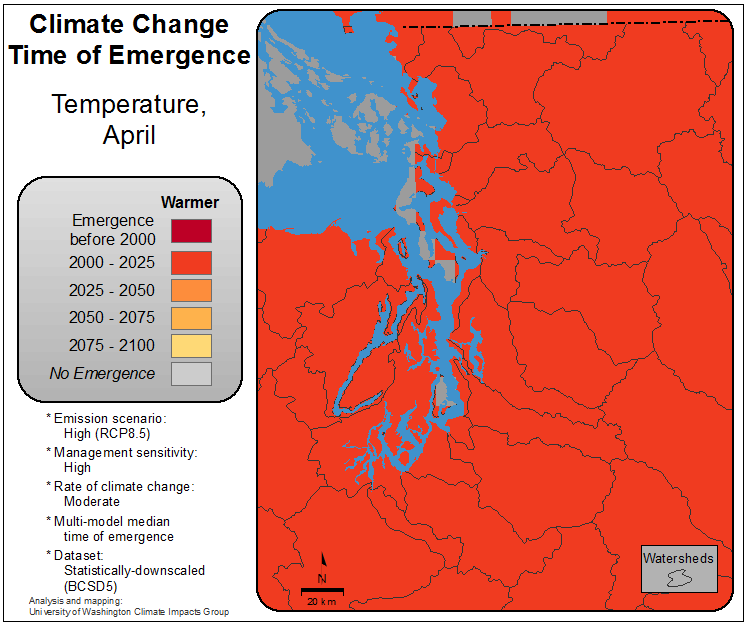 Climate Change
Time of Emergence
Temperature,
April
Warmer
Emergence
before 2000
2000 - 2025
2025 - 2050
2050 - 2075
2075 - 2100
No Emergence
* Emission scenario:
High (RCP8.5)
* Management sensitivity:
High
* Rate of climate change:
Moderate
* Multi-model median
time of emergence
* Dataset:
Statistically-downscaled
(BCSD5)
Analysis and mapping:
University of Washington Climate Impacts Group
N
20 km
Watersheds